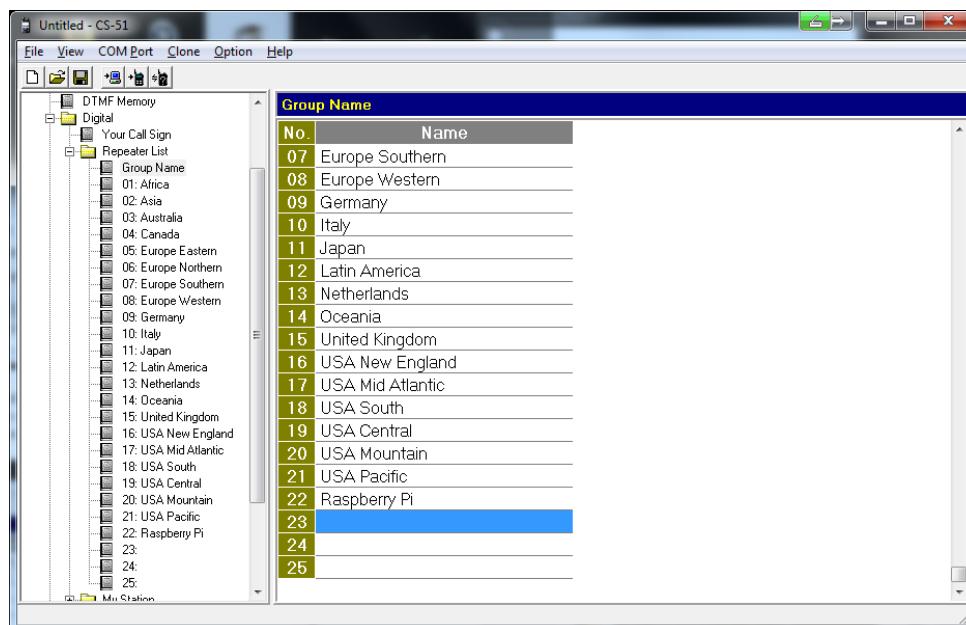 Untitled - CS-51
File View COM Port Clone Option Help
DTMF Memory
Digital
Your Call Sign
Repeater List
Group Name
01: Africa
02: Asia
03: Australia
04: Canada
05: Europe Eastern
06: Europe Northern
07: Europe Southern
08: Europe Western
09: Germany
10: Italy
11: Japan
12: Latin America
13: Netherlands
14: Oceania
15: United Kingdom
16: USA New England
17: USA Mid Atlantic
18: USA South
19: USA Central
20: USA Mountain
21: USA Pacific
22: Raspberry Pi
23:
24:
25:
My Station
Group Name
No. Name
07 Europe Southern
08 Europe Western
09 Germany
10 Italy
11 Japan
12 Latin America
13 Netherlands
14 Oceania
15 United Kingdom
16 USA New England
17 USA Mid Atlantic
18 USA South
19 USA Central
20 USA Mountain
21 USA Pacific
22 Raspberry Pi
23
24
25